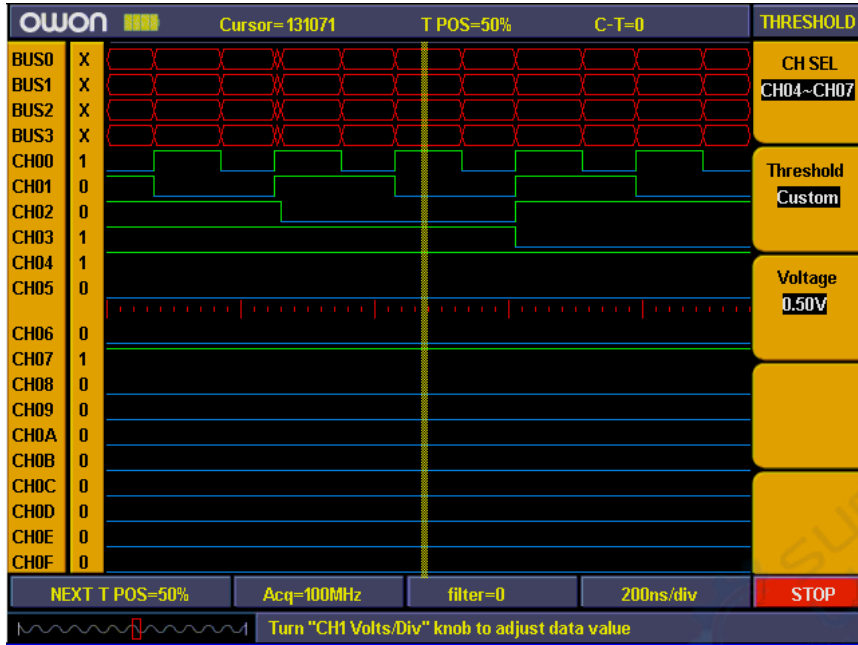 OWON Cursor=131071 T POS=50% C-T=0 THRESHOLD
BUS0 X
BUS1 X
BUS2 X
BUS3 X
CH00 1
CH01 0
CH02 0
CH03 1
CH04 1
CH05 0
CH06 0
CH07 1
CH08 0
CH09 0
CH0A 0
CH0B 0
CH0C 0
CH0D 0
CH0E 0
CH0F 0
CH SEL
CH04~CH07
Threshold
Custom
Voltage
0.50V
NEXT T POS=50% Acq=100MHz filter=0 200ns/div STOP
Turn "CH1 Volts/Div" knob to adjust data value